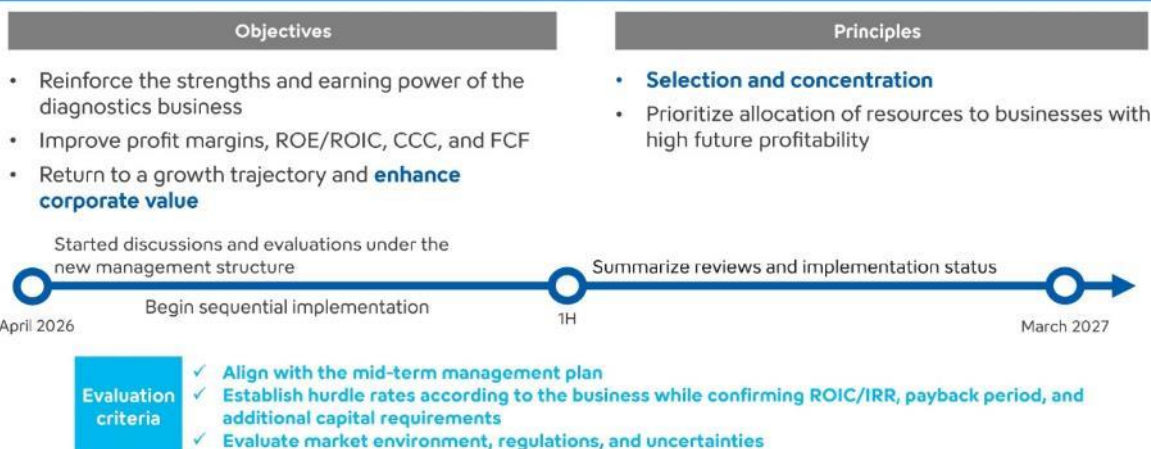 Objectives
• Reinforce the strengths and earning power of the
diagnostics business
• Improve profit margins, ROE/ROIC, CCC, and FCF
• Return to a growth trajectory and enhance
corporate value
Principles
• Selection and concentration
• Prioritize allocation of resources to businesses with
high future profitability
Started discussions and evaluations under the
new management structure
Begin sequential implementation
Summarize reviews and implementation status
April 2026
1H
March 2027
Evaluation
criteria
✓ Align with the mid-term management plan
✓ Establish hurdle rates according to the business while confirming ROIC/IRR, payback period, and
additional capital requirements
✓ Evaluate market environment, regulations, and uncertainties